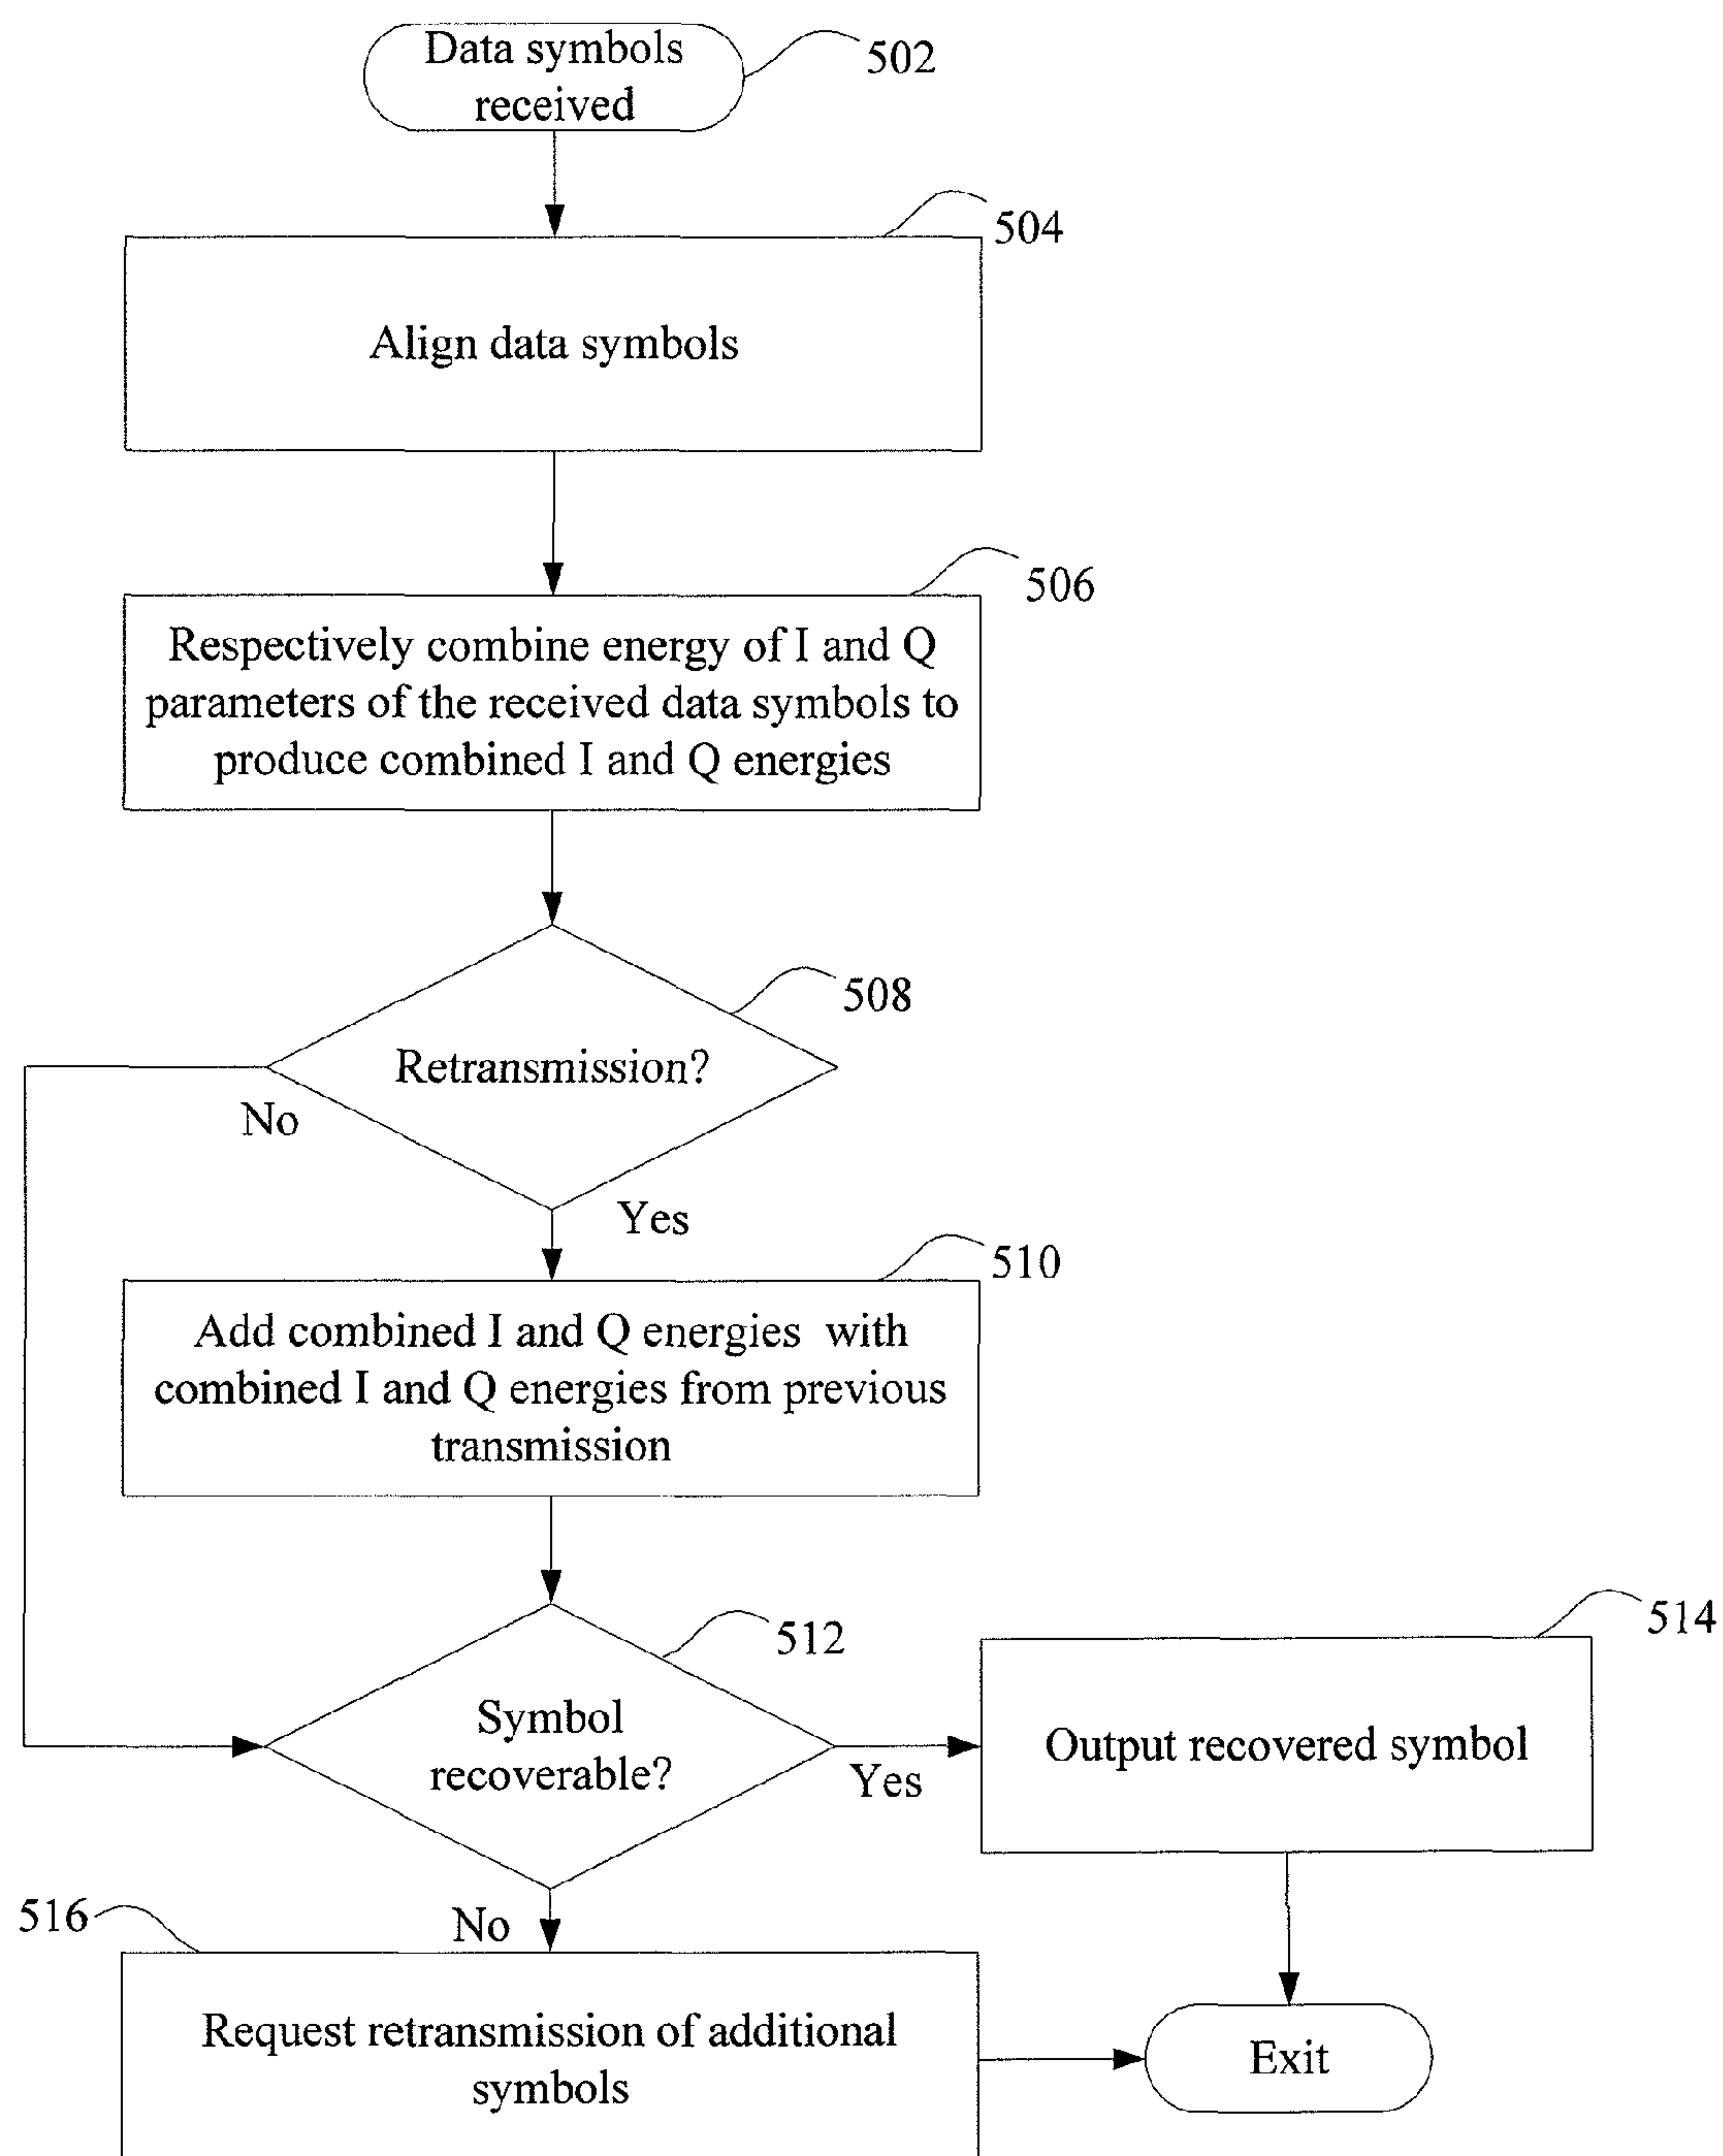 Data symbols
received
502
504
Align data symbols
506
Respectively combine energy of I and Q
parameters of the received data symbols to
produce combined I and Q energies
508
Retransmission?
No
Yes
510
Add combined I and Q energies with
combined I and Q energies from previous
transmission
512
514
Symbol
recoverable?
Yes
Output recovered symbol
516
No
Request retransmission of additional
symbols
Exit